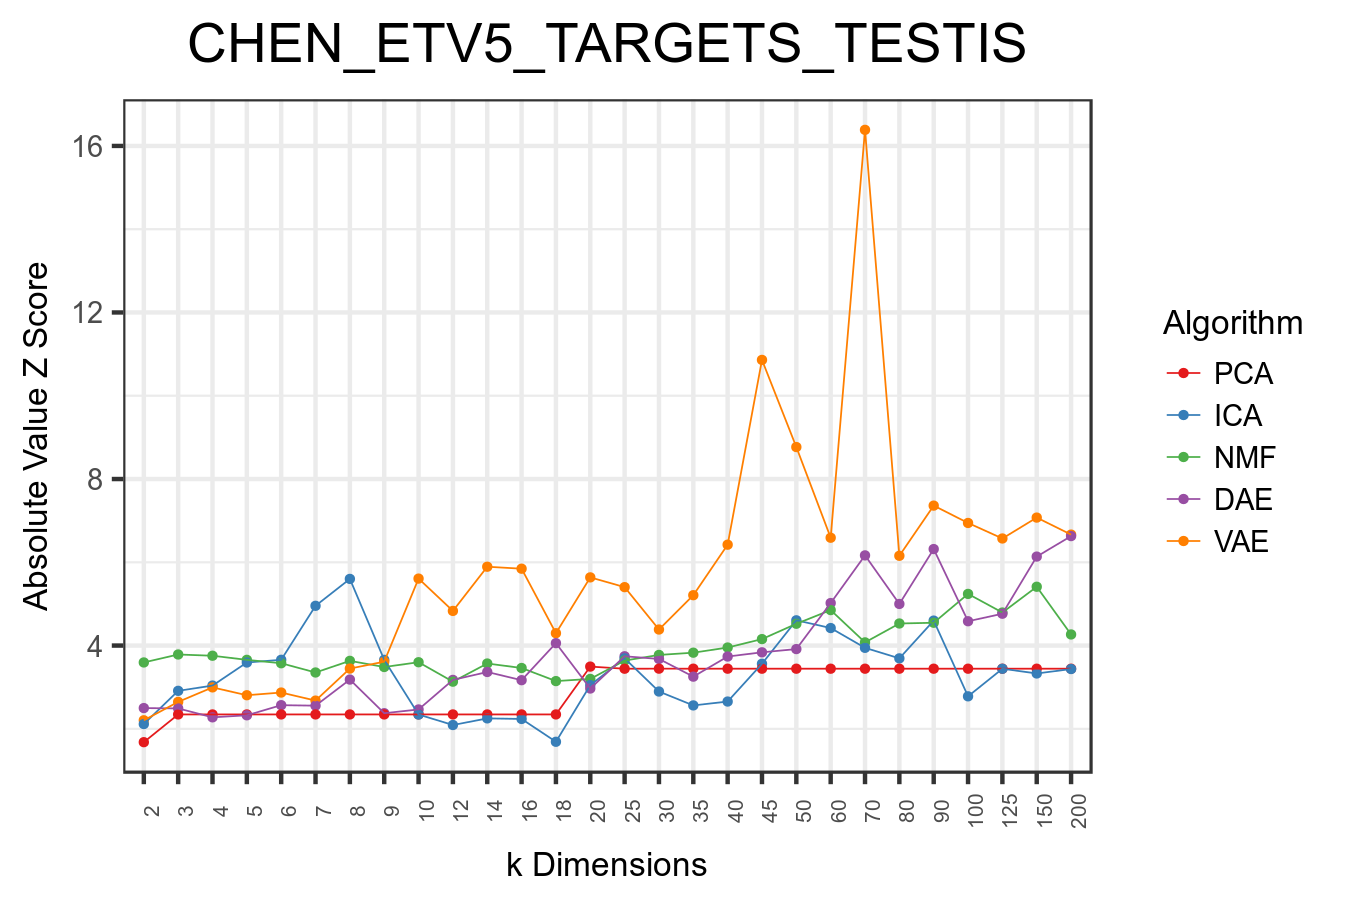 CHEN_ETV5_TARGETS_TESTIS
Absolute Value Z Score
16
12
8
4
2 3 4 5 6 7 8 9 10 12 14 16 18 20 25 30 35 40 45 50 60 70 80 90 100 125 150 200
k Dimensions
Algorithm
PCA
ICA
NMF
DAE
VAE